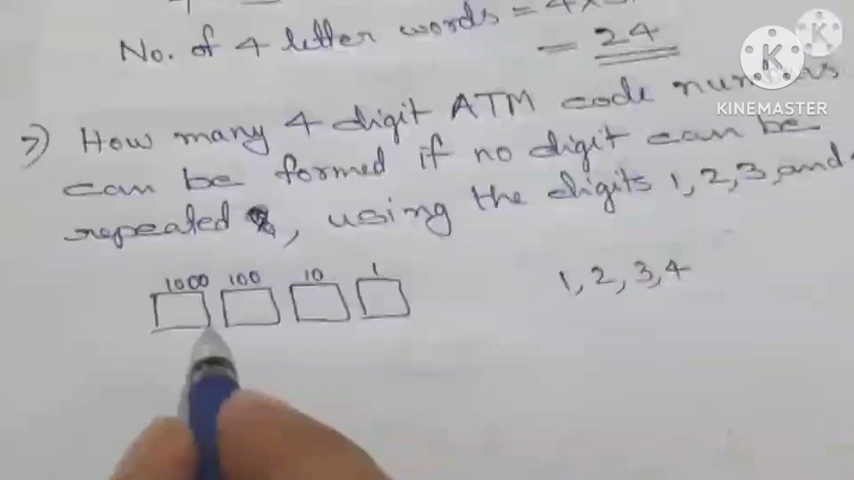 No. of 4 letter words = 4×3
= 24
7) How many 4 digit ATM code numbers
can be formed if no digit can be
repeated , using the digits 1, 2, 3, and
1000 100 10 1
1, 2, 3, 4
K
KINEMASTER